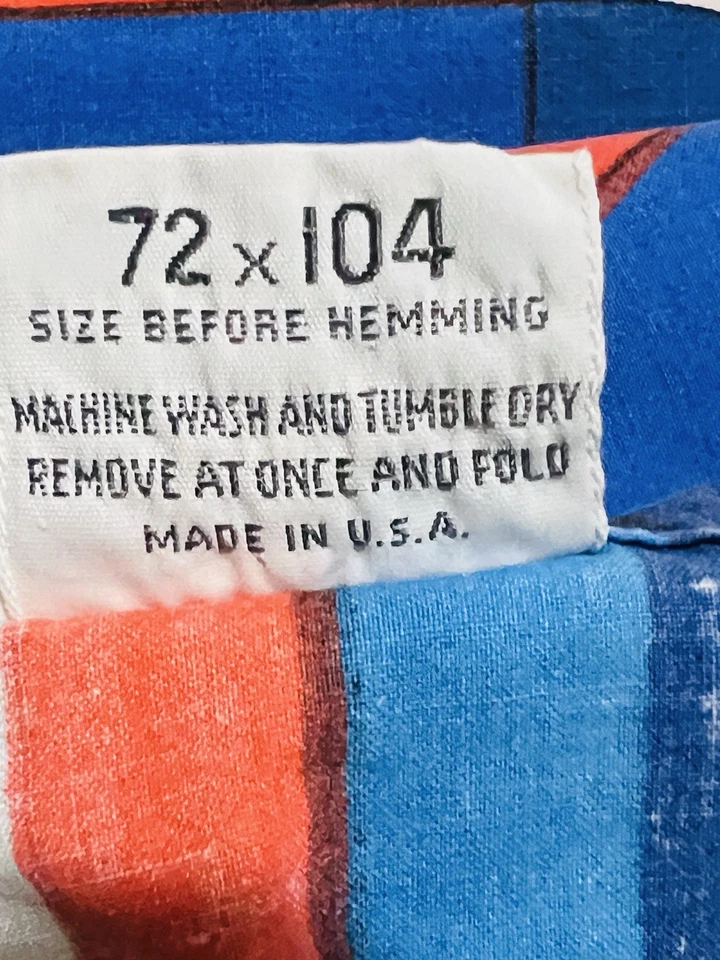 72 x 104
SIZE BEFORE HEMMING
MACHINE WASH AND TUMBLE DRY
REMOVE AT ONCE AND FOLD
MADE IN U.S.A.